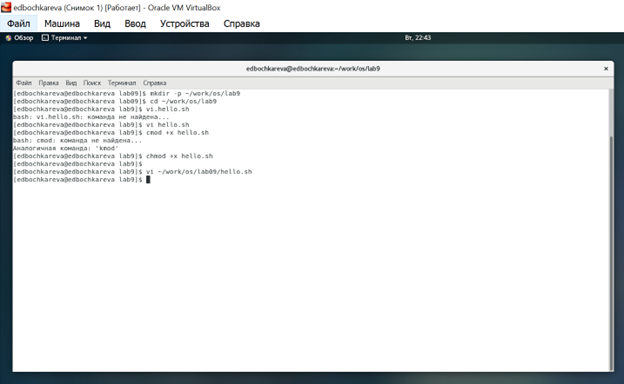 edbochkareva (Снимок 1) [Работает] - Oracle VM VirtualBox
Файл Машина Вид Ввод Устройства Справка
Обзор Терминал Вт, 22:43
edbochkareva@edbochkareva:~/work/os/lab9 ×
Файл Правка Вид Поиск Терминал Справка
[edbochkareva@edbochkareva lab09]$ mkdir -p ~/work/os/lab9
[edbochkareva@edbochkareva lab09]$ cd ~/work/os/lab9
[edbochkareva@edbochkareva lab9]$ vi.hello.sh
bash: vi.hello.sh: команда не найдена...
[edbochkareva@edbochkareva lab9]$ vi hello.sh
[edbochkareva@edbochkareva lab9]$ cmod +x hello.sh
bash: cmod: команда не найдена...
Аналогичная команда: 'kmod'
[edbochkareva@edbochkareva lab9]$ chmod +x hello.sh
[edbochkareva@edbochkareva lab9]$
[edbochkareva@edbochkareva lab9]$ vi ~/work/os/lab09/hello.sh
[edbochkareva@edbochkareva lab9]$